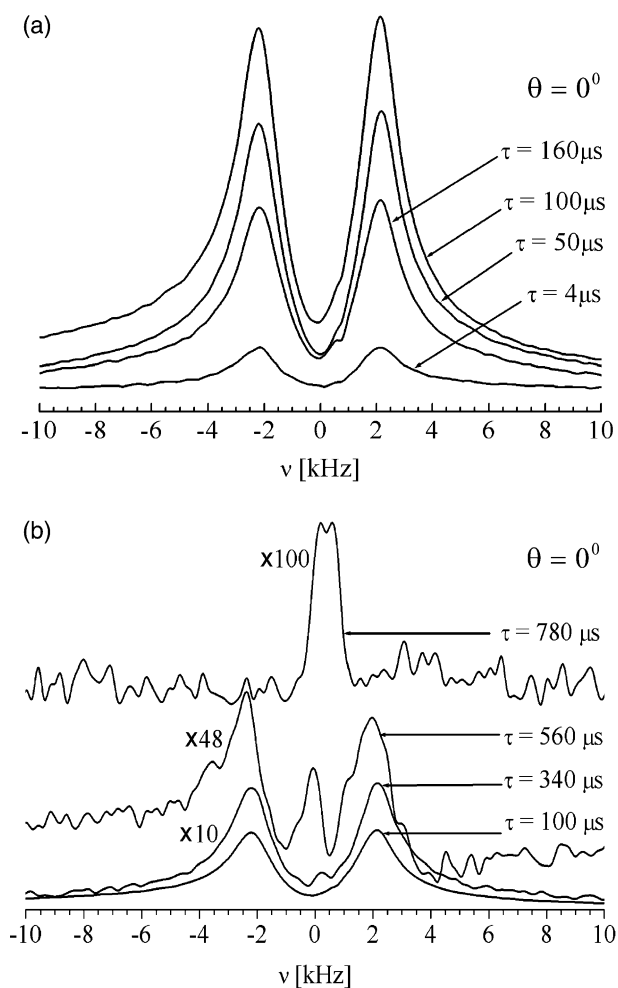 (a)
θ = 0⁰
τ = 160μs
τ = 100μs
τ = 50μs
τ = 4μs
-10 -8 -6 -4 -2 0 2 4 6 8 10
ν [kHz]
(b)
x100
θ = 0⁰
τ = 780 μs
x48
τ = 560 μs
τ = 340 μs
x10
τ = 100 μs
-10 -8 -6 -4 -2 0 2 4 6 8 10
ν [kHz]